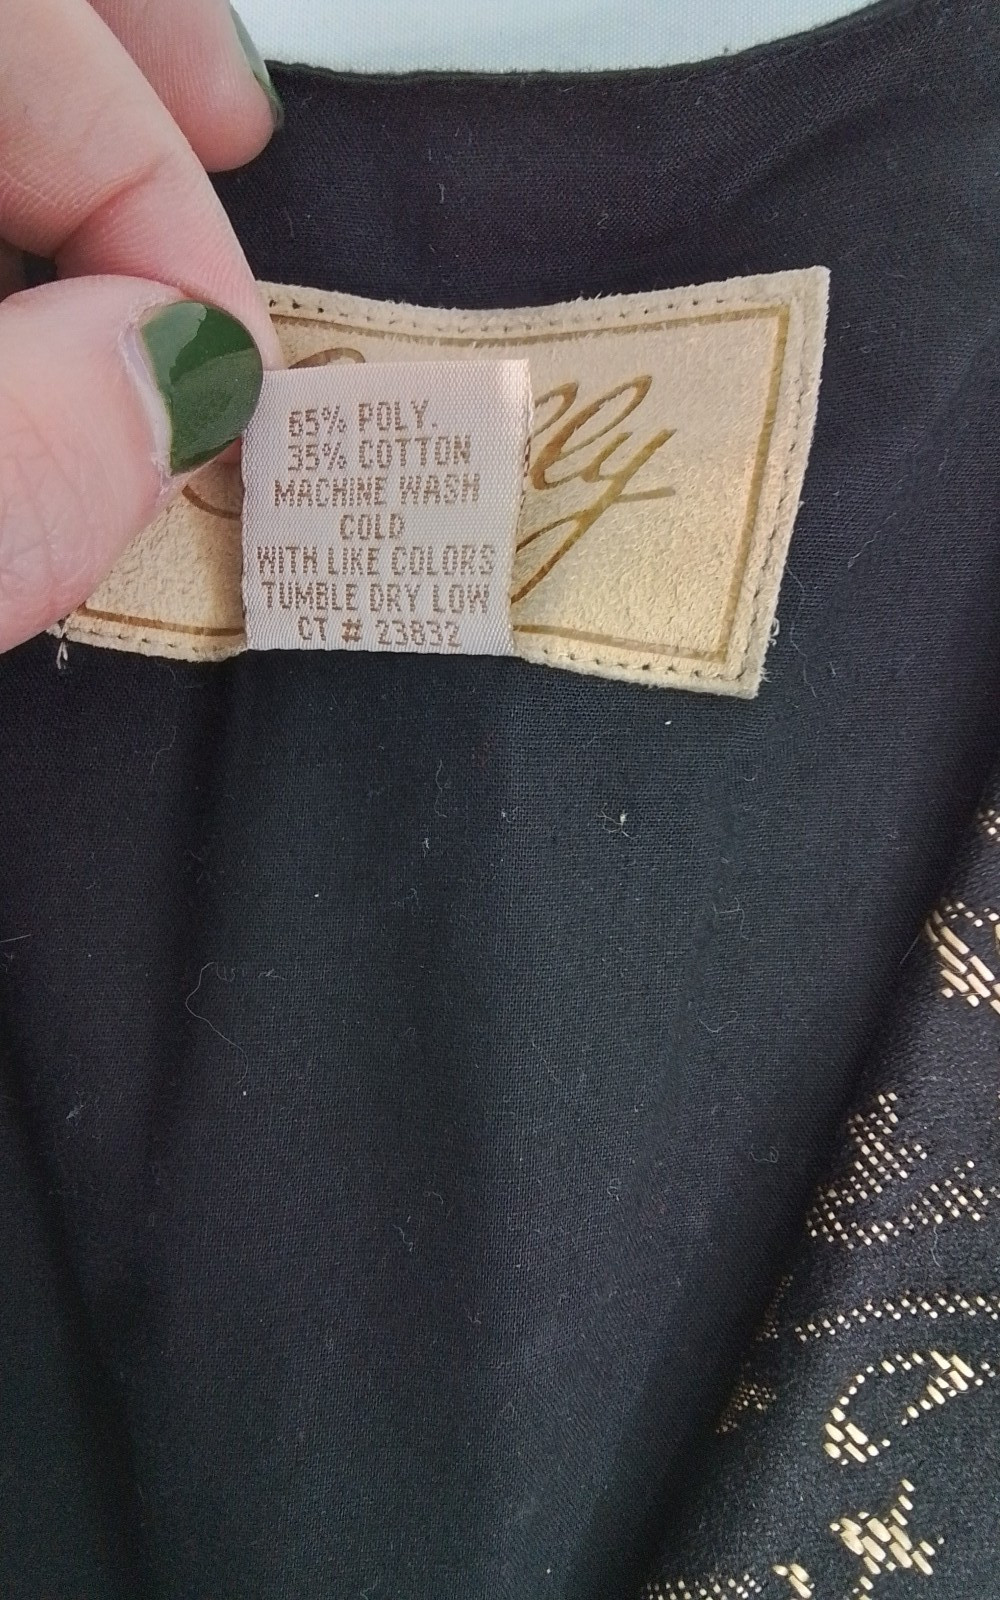 65% POLY.
35% COTTON
MACHINE WASH
COLD
WITH LIKE COLORS
TUMBLE DRY LOW
CT # 23832